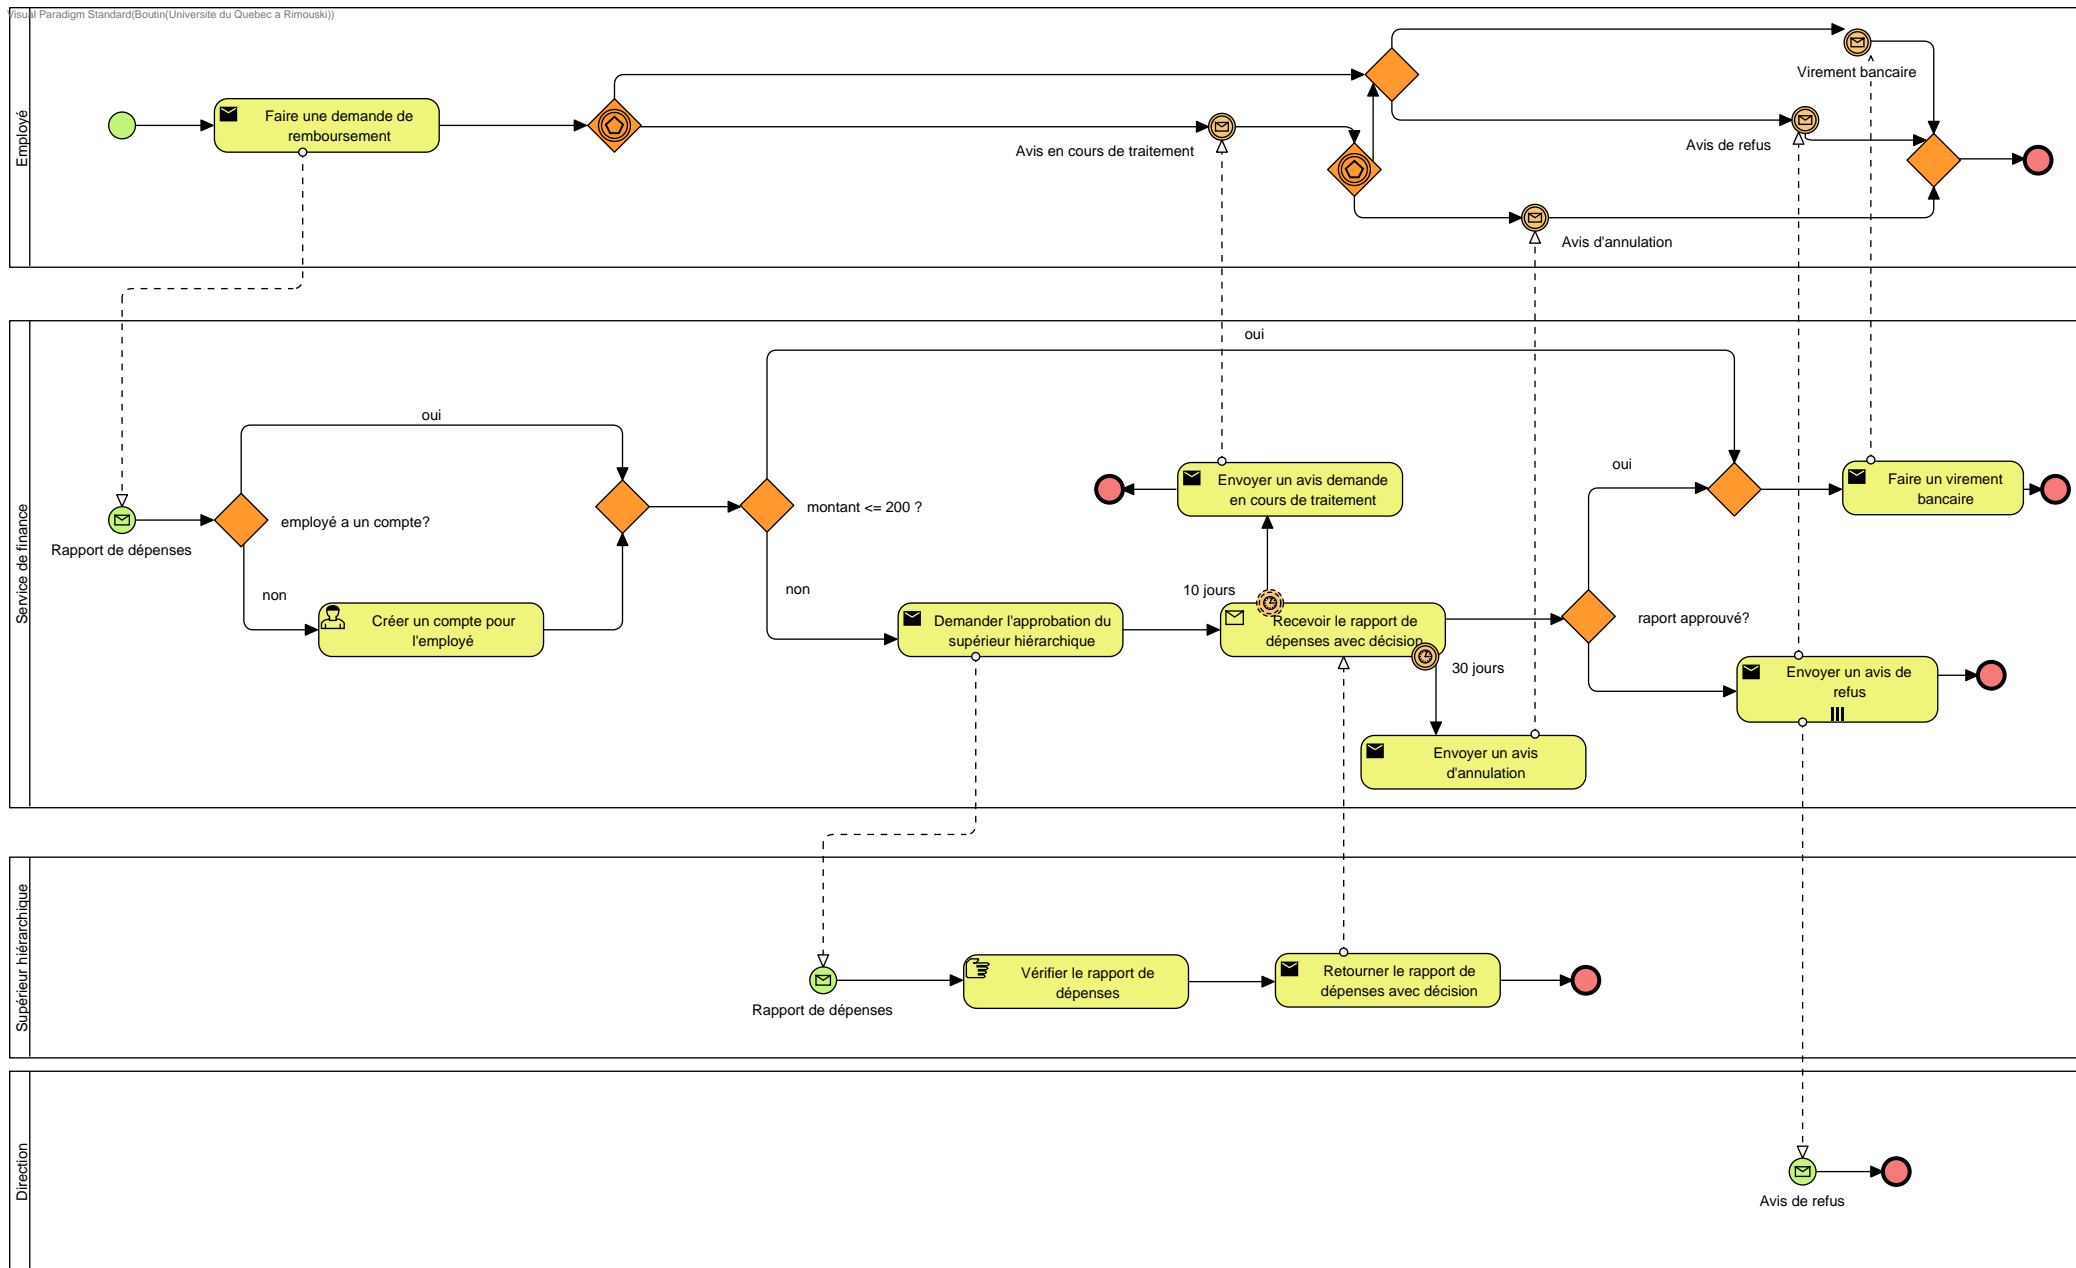 Visual Paradigm Standard(Boutin(Universite du Quebec a Rimouski))
Employé
Faire une demande de
remboursement
Avis en cours de traitement
Virement bancaire
Avis de refus
Avis d'annulation
Service de finance
oui
oui
employé a un compte?
Rapport de dépenses
non
Créer un compte pour
l'employé
montant <= 200 ?
non
Demander l'approbation du
supérieur hiérarchique
Envoyer un avis demande
en cours de traitement
10 jours
Recevoir le rapport de
dépenses avec décision
30 jours
Envoyer un avis
d'annulation
oui
raport approuvé?
Faire un virement
bancaire
Envoyer un avis de
refus
Supérieur hiérarchique
Rapport de dépenses
Vérifier le rapport de
dépenses
Retourner le rapport de
dépenses avec décision
Direction
Avis de refus